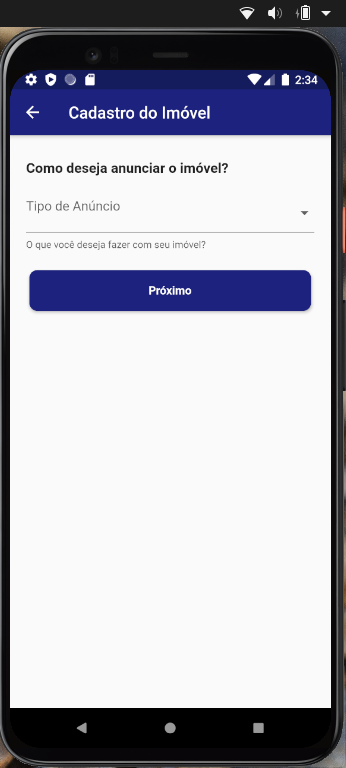 2:34
Cadastro do Imóvel
Como deseja anunciar o imóvel?
Tipo de Anúncio
O que você deseja fazer com seu imóvel?
Próximo